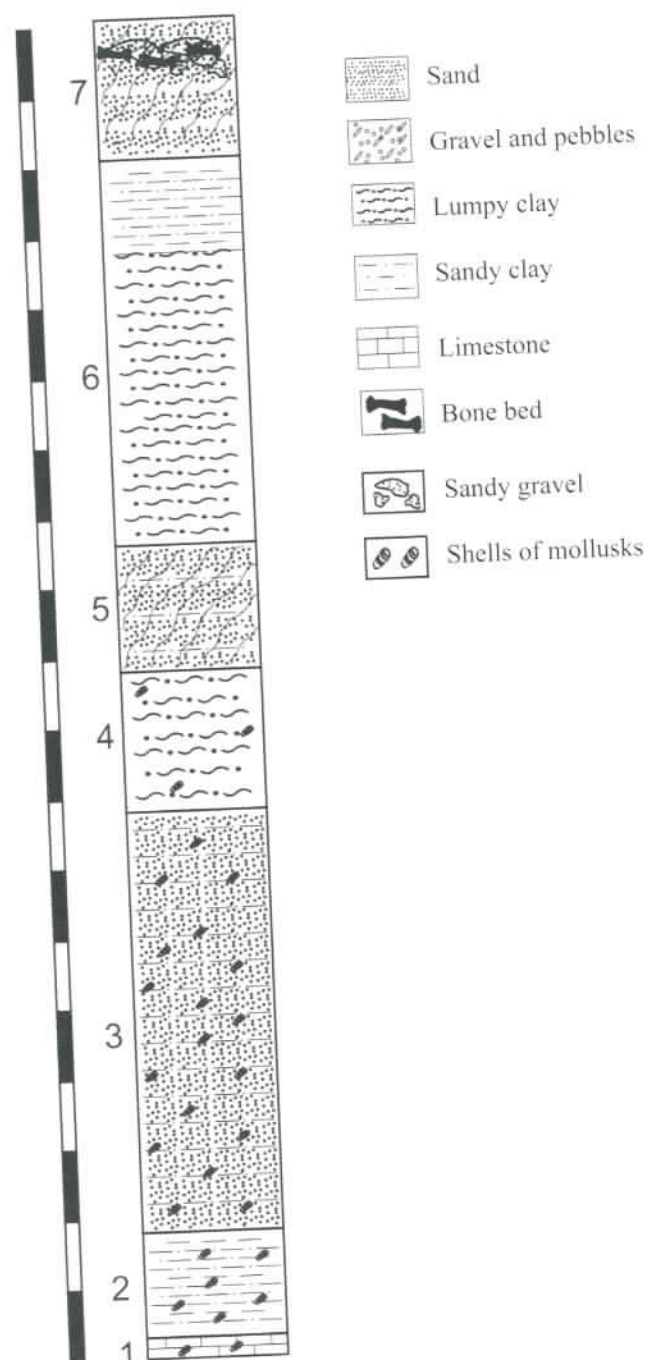 7
6
5
4
3
2
1
Sand
Gravel and pebbles
Lumpy clay
Sandy clay
Limestone
Bone bed
Sandy gravel
Shells of mollusks